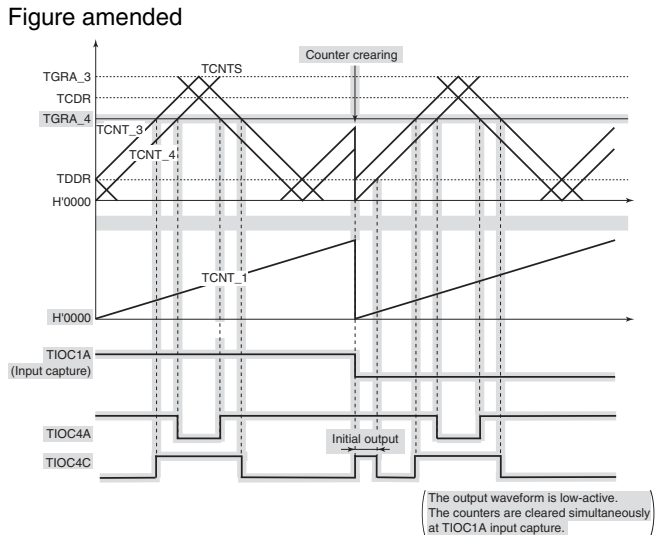 Figure amended
Counter crearing
TGRA_3
TCNTS
TCDR
TGRA_4
TCNT_3
TCNT_4
TDDR
H'0000
TCNT_1
H'0000
TIOC1A
(Input capture)
TIOC4A
Initial output
TIOC4C
The output waveform is low-active.
The counters are cleared simultaneously
at TIOC1A input capture.